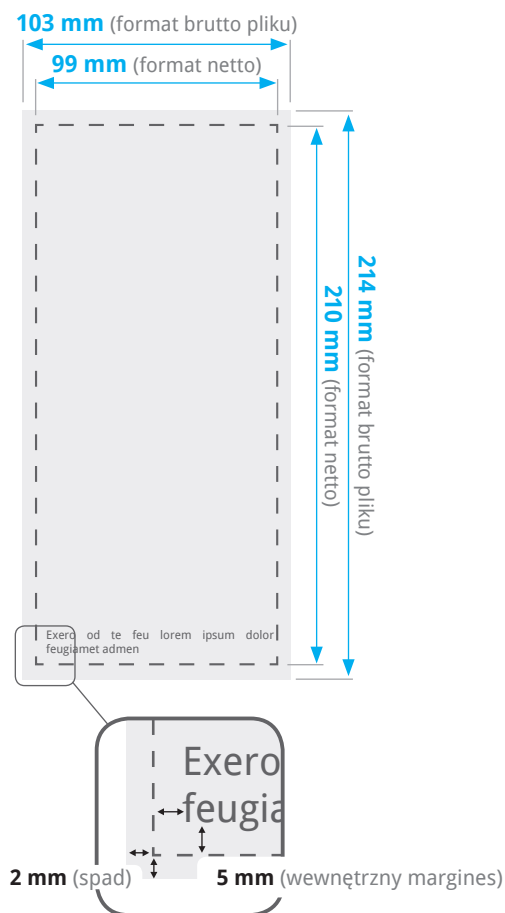 103 mm (format brutto pliku)
99 mm (format netto)
214 mm (format brutto pliku)
210 mm (format netto)
Exero od te feu lorem ipsum dolor
feugiamet admen
Exero
feugia
2 mm (spad)
5 mm (wewnętrzny margines)